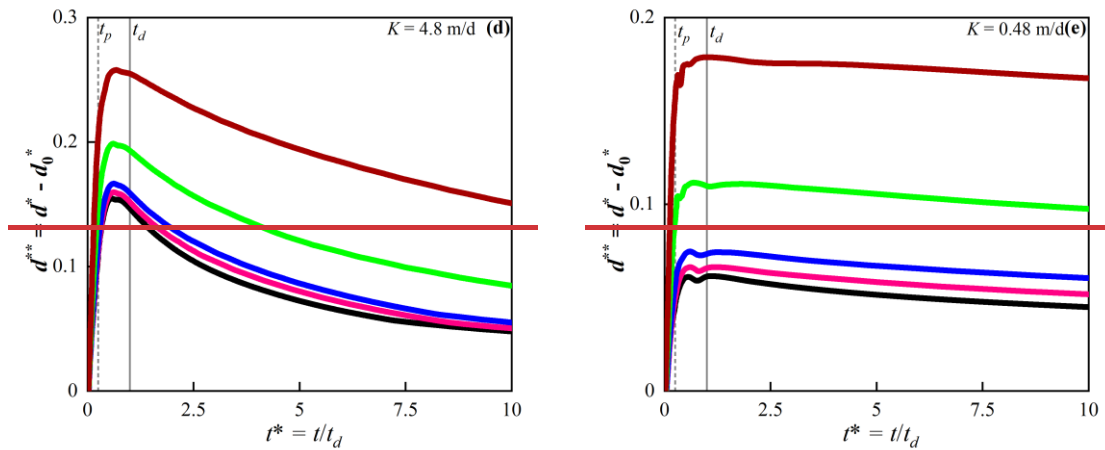 0.3
t_p
t_d
K = 4.8 m/d (d)
0.2
0.1
0
d** = d* - d_0*
0
2.5
5
7.5
10
t* = t/t_d
0.2
t_p
t_d
K = 0.48 m/d (e)
0.1
0
d** = d* - d_0*
0
2.5
5
7.5
10
t* = t/t_d